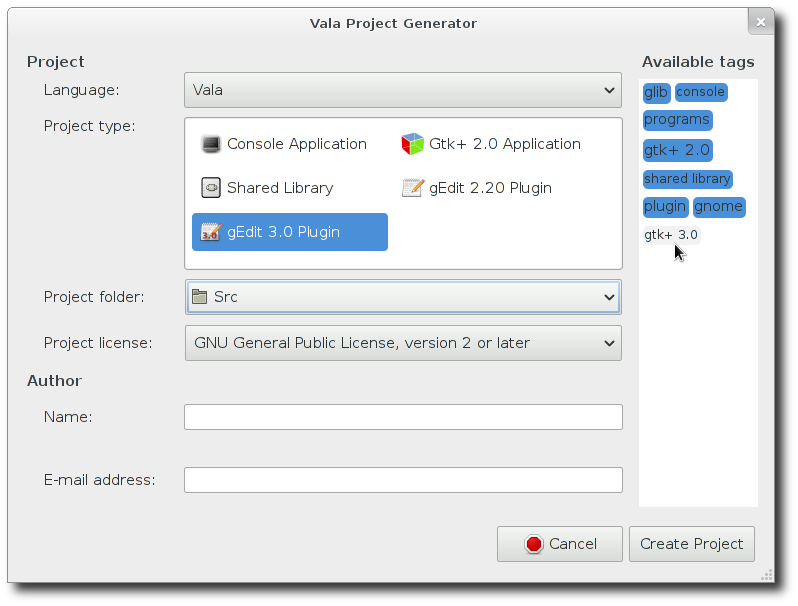 Vala Project Generator
Project
Language:
Vala
Project type:
Console Application
Gtk+ 2.0 Application
Shared Library
gEdit 2.20 Plugin
3.0
gEdit 3.0 Plugin
Project folder:
Src
Project license:
GNU General Public License, version 2 or later
Author
Name:
E-mail address:
Available tags
glib console
programs
gtk+ 2.0
shared library
plugin gnome
gtk+ 3.0
Cancel
Create Project